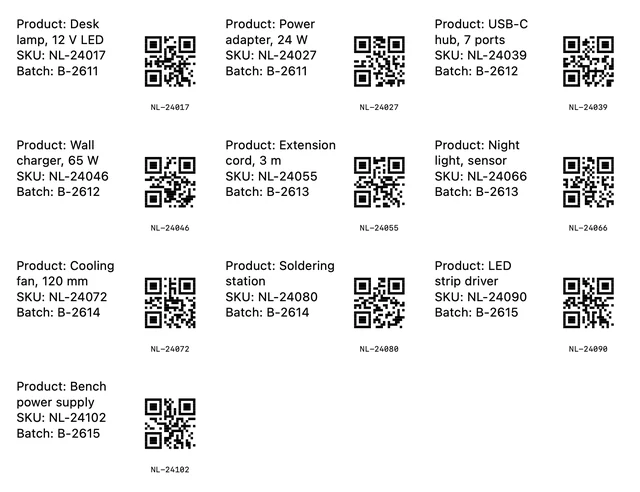 Product: Desk
lamp, 12 V LED
SKU: NL-24017
Batch: B-2611
NL-24017
Product: Power
adapter, 24 W
SKU: NL-24027
Batch: B-2611
NL-24027
Product: USB-C
hub, 7 ports
SKU: NL-24039
Batch: B-2612
NL-24039
Product: Wall
charger, 65 W
SKU: NL-24046
Batch: B-2612
NL-24046
Product: Extension
cord, 3 m
SKU: NL-24055
Batch: B-2613
NL-24055
Product: Night
light, sensor
SKU: NL-24066
Batch: B-2613
NL-24066
Product: Cooling
fan, 120 mm
SKU: NL-24072
Batch: B-2614
NL-24072
Product: Soldering
station
SKU: NL-24080
Batch: B-2614
NL-24080
Product: LED
strip driver
SKU: NL-24090
Batch: B-2615
NL-24090
Product: Bench
power supply
SKU: NL-24102
Batch: B-2615
NL-24102